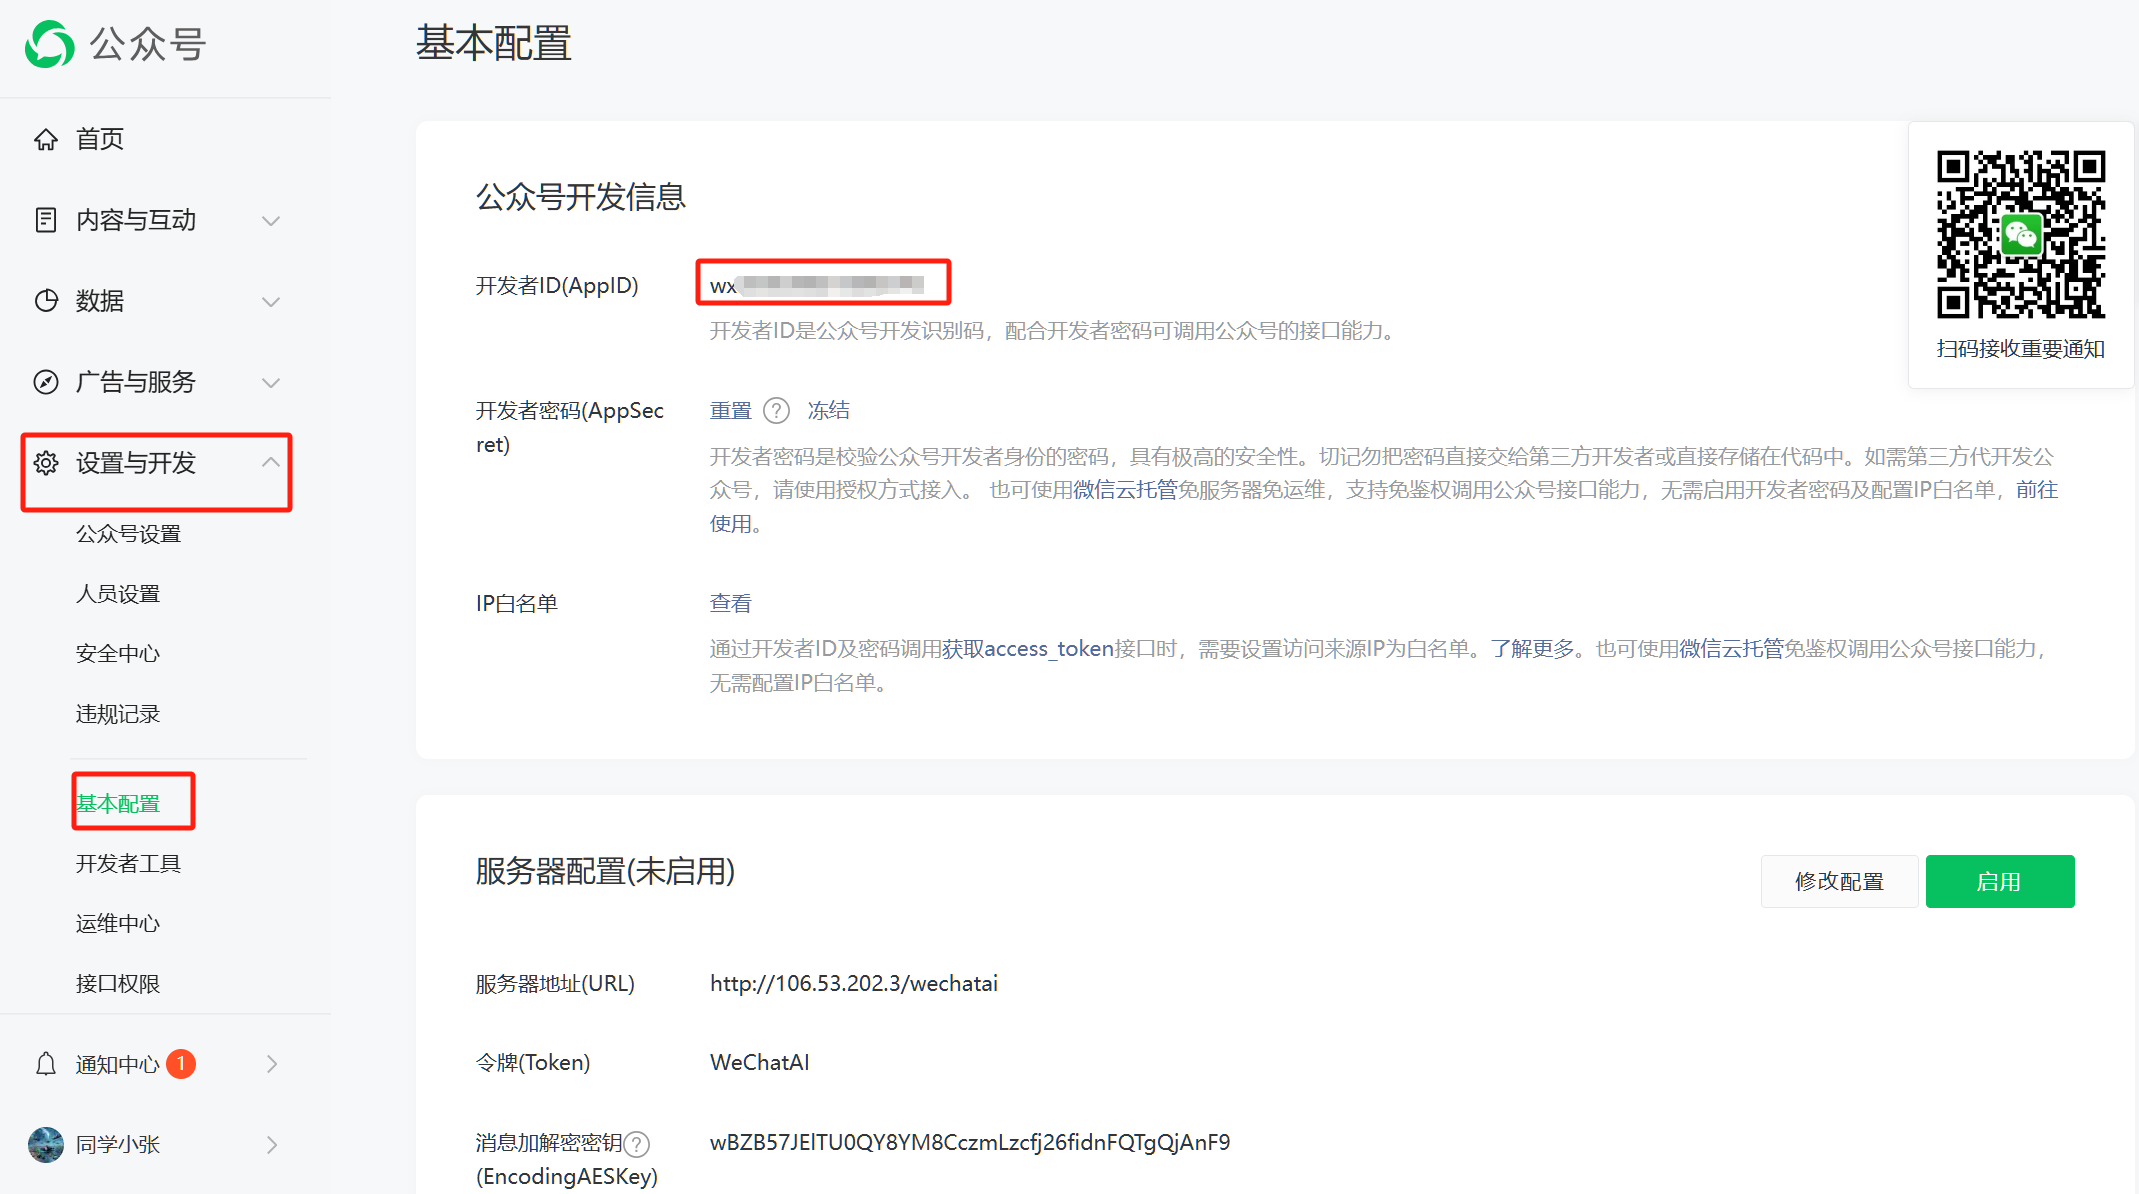 公众号
首页
内容与互动
数据
广告与服务
设置与开发
公众号设置
人员设置
安全中心
违规记录
基本配置
开发者工具
运维中心
接口权限
通知中心 1
同学小张
基本配置
公众号开发信息
开发者ID(AppID)
wx
开发者ID是公众号开发识别码，配合开发者密码可调用公众号的接口能力。
开发者密码(AppSec
ret)
重置 ? 冻结
开发者密码是校验公众号开发者身份的密码，具有极高的安全性。切记勿把密码直接交给第三方开发者或直接存储在代码中。如需第三方代开发公
众号，请使用授权方式接入。 也可使用微信云托管免服务器免运维，支持免鉴权调用公众号接口能力，无需启用开发者密码及配置IP白名单，前往
使用。
IP白名单
查看
通过开发者ID及密码调用获取access_token接口时，需要设置访问来源IP为白名单。了解更多。也可使用微信云托管免鉴权调用公众号接口能力，
无需配置IP白名单。
扫码接收重要通知
服务器配置(未启用)
修改配置
启用
服务器地址(URL)
http://106.53.202.3/wechatai
令牌(Token)
WeChatAI
消息加解密密钥 ?
(EncodingAESKey)
wBZB57JElTU0QY8YM8CczmLzcfj26fidnFQTgQjAnF9